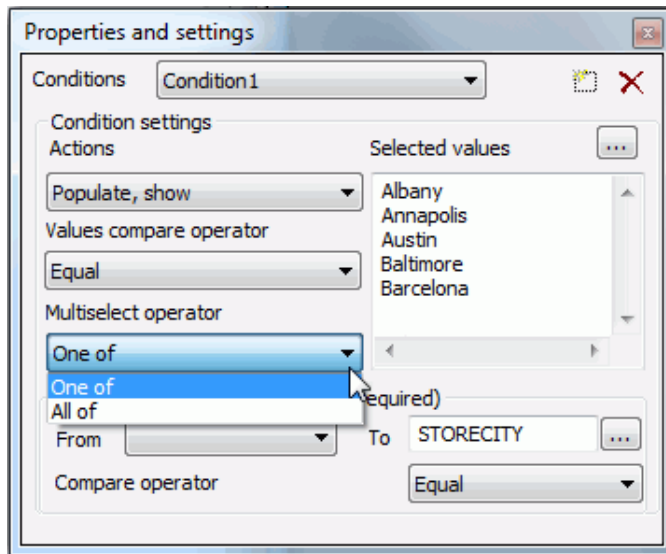 Properties and settings
Conditions Condition1
Condition settings
Actions
Selected values ...
Populate, show
Albany
Annapolis
Austin
Baltimore
Barcelona
Values compare operator
Equal
Multiselect operator
One of
One of
All of
equired)
From To STORECITY ...
Compare operator Equal